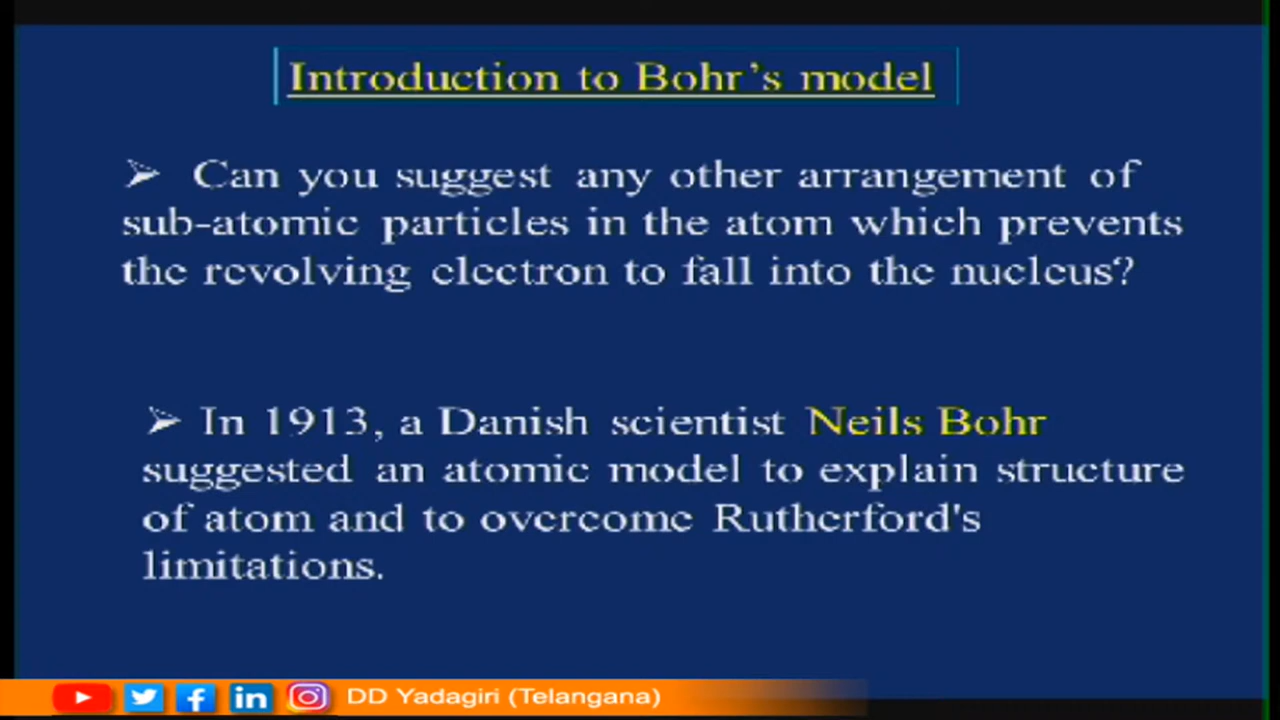 Introduction to Bohr's model
➢ Can you suggest any other arrangement of
sub-atomic particles in the atom which prevents
the revolving electron to fall into the nucleus?
➢ In 1913, a Danish scientist Neils Bohr
suggested an atomic model to explain structure
of atom and to overcome Rutherford's
limitations.
DD Yadagiri (Telangana)